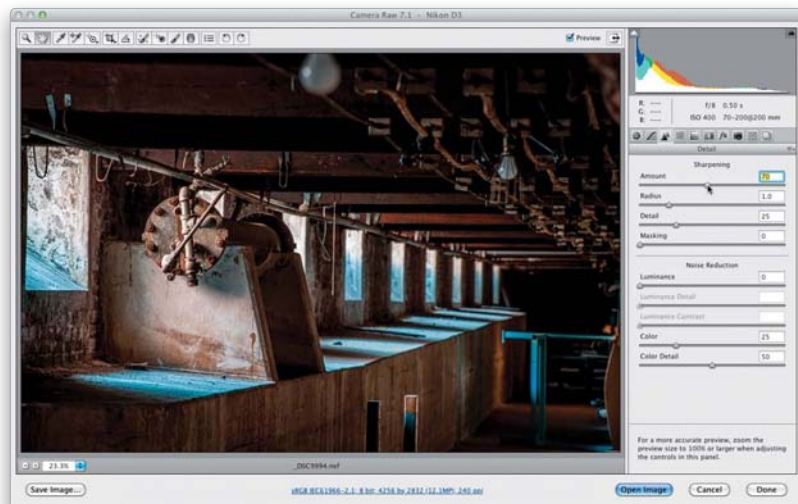 Camera Raw 7.1 – Nikon D3
Preview
R: ---
G: ---
B: ---
f/8 0.50 s
ISO 400 70–200@200 mm
Detail
Sharpening
Amount 70
Radius 1.0
Detail 25
Masking 0
Noise Reduction
Luminance 0
Luminance Detail
Luminance Contrast
Color 25
Color Detail 50
For a more accurate preview, zoom the
preview size to 100% or larger when adjusting
the controls in this panel.
23.3%
_DSC9994.nef
Save Image...
sRGB IEC61966-2.1; 8 bit; 4256 by 2832 (12.1MP); 240 ppi
Open Image
Cancel
Done